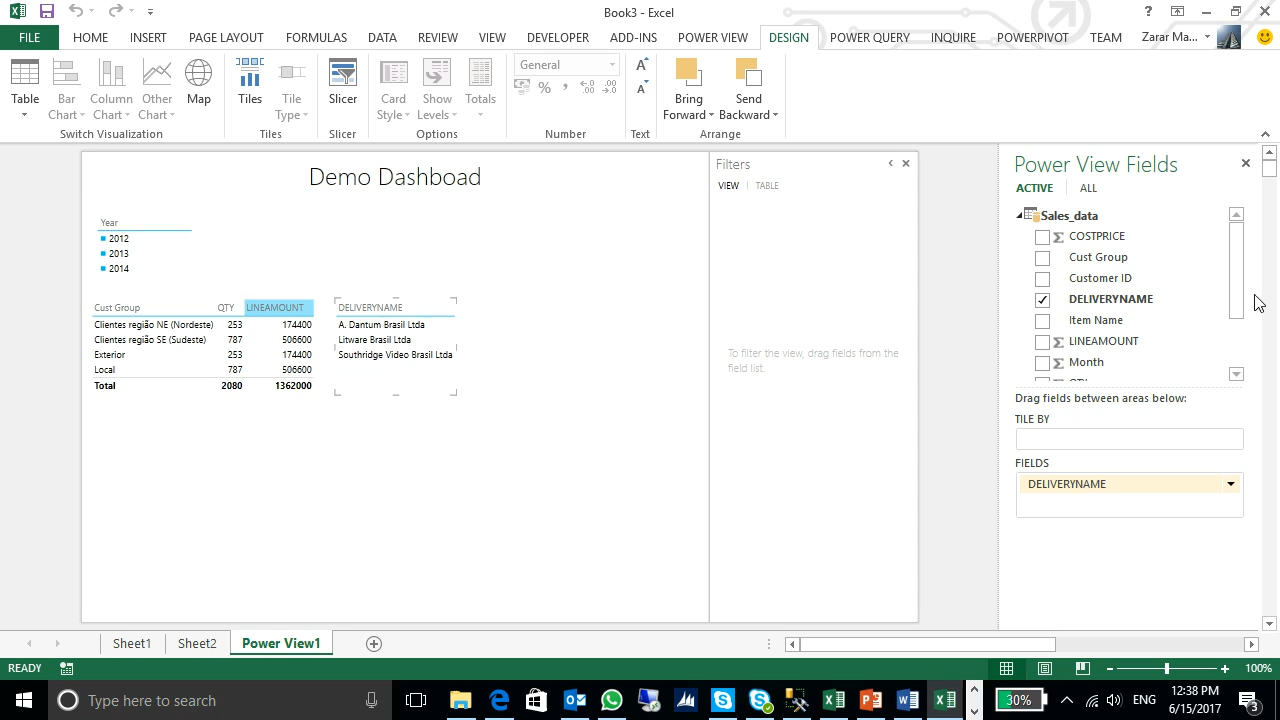 Book3 - Excel
FILE HOME INSERT PAGE LAYOUT FORMULAS DATA REVIEW VIEW DEVELOPER ADD-INS POWER VIEW DESIGN POWER QUERY INQUIRE POWERPIVOT TEAM Zarar Ma...
Table Bar Chart Column Chart Other Chart Map
Switch Visualization
Tiles Tile Type
Tiles
Slicer
Slicer
Card Style Show Levels Totals
Options
General
% , .00 .0
Number
A A
Text
Bring Forward Send Backward
Arrange
Demo Dashboad
Year
2012
2013
2014
Cust Group QTY LINEAMOUNT
Clientes região NE (Nordeste) 253 174400
Clientes região SE (Sudeste) 787 506600
Exterior 253 174400
Local 787 506600
Total 2080 1362000
DELIVERYNAME
A. Dantum Brasil Ltda
Litware Brasil Ltda
Southridge Video Brasil Ltda
Filters
VIEW TABLE
To filter the view, drag fields from the
field list.
Power View Fields
ACTIVE ALL
Sales_data
COSTPRICE
Cust Group
Customer ID
DELIVERYNAME
Item Name
LINEAMOUNT
Month
Drag fields between areas below:
TILE BY
FIELDS
DELIVERYNAME
Sheet1 Sheet2 Power View1
READY 100%
Type here to search
30% ENG 12:38 PM
6/15/2017
3